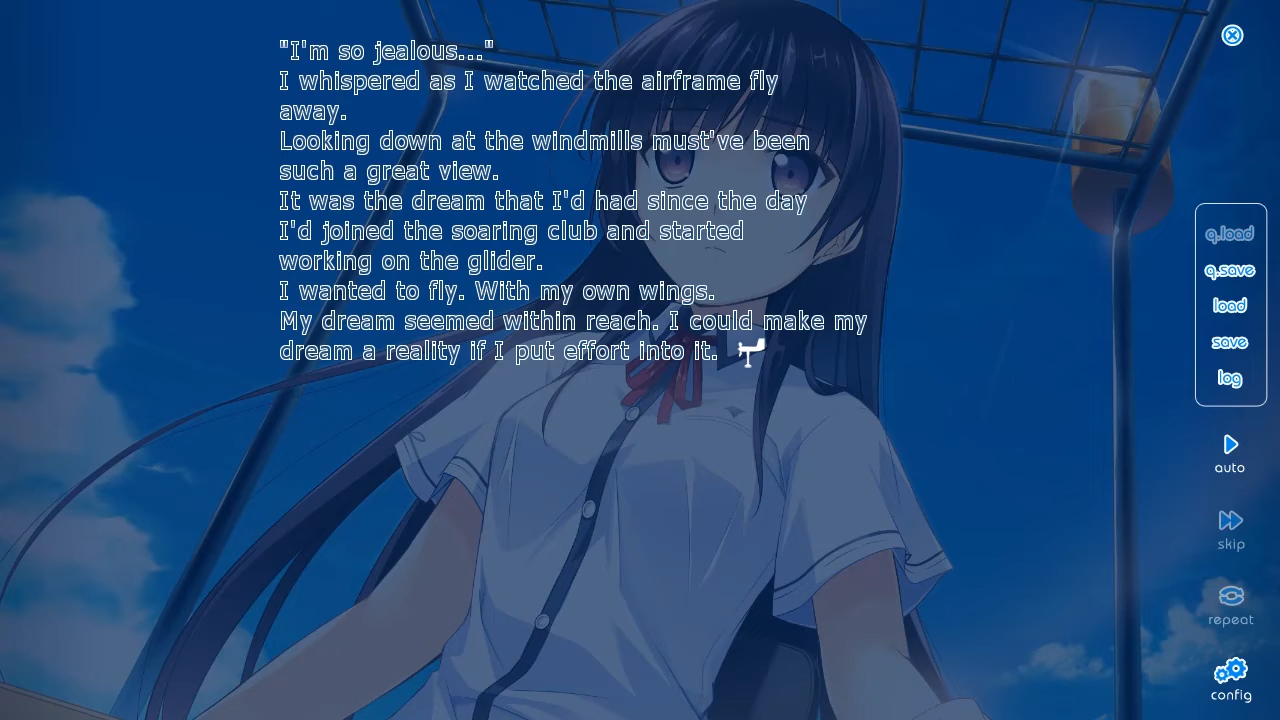 "I'm so jealous..."
I whispered as I watched the airframe fly
away.
Looking down at the windmills must've been
such a great view.
It was the dream that I'd had since the day
I'd joined the soaring club and started
working on the glider.
I wanted to fly. With my own wings.
My dream seemed within reach. I could make my
dream a reality if I put effort into it.
q.load
q.save
load
save
log
auto
skip
repeat
config